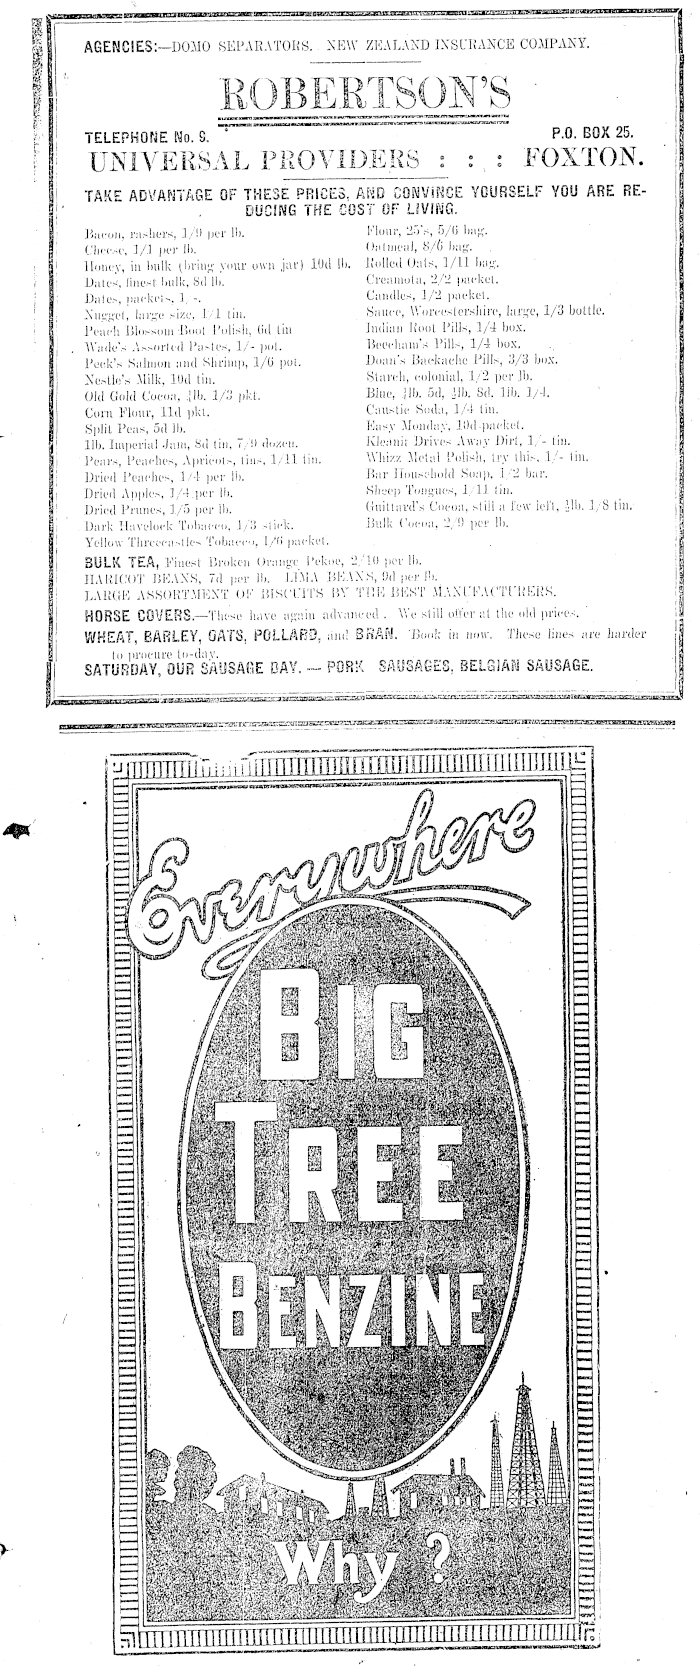 AGENCIES:—DOMO SEPARATORS. NEW ZEALAND INSURANCE COMPANY.
ROBERTSON'S
TELEPHONE No. 9.
P.O. BOX 25.
UNIVERSAL PROVIDERS : : : FOXTON.
TAKE ADVANTAGE OF THESE PRICES, AND CONVINCE YOURSELF YOU ARE RE-
DUCING THE COST OF LIVING.
Bacon, rashers, 1/9 per lb.
Cheese, 1/1 per lb.
Honey, in bulk (bring your own jar) 10d lb.
Dates, finest bulk, 8d lb.
Dates, packets, 1/-.
Nugget, large size, 1/1 tin.
Peach Blossom Boot Polish, 6d tin
Wade's Assorted Pastes, 1/- pot.
Peck's Salmon and Shrimp, 1/6 pot.
Nestle's Milk, 10d tin.
Old Gold Cocoa, ½lb. 1/3 pkt.
Corn Flour, 11d pkt.
Split Peas, 5d lb.
1lb. Imperial Jam, 8d tin, 7/9 dozen.
Pears, Peaches, Apricots, tins, 1/11 tin.
Dried Peaches, 1/4 per lb.
Dried Apples, 1/4 per lb.
Dried Prunes, 1/5 per lb.
Dark Havelock Tobacco, 1/3 stick.
Yellow Threecastles Tobacco, 1/6 packet.
Flour, 25's, 5/6 bag.
Oatmeal, 8/6 bag.
Rolled Oats, 1/11 bag.
Creamota, 2/2 packet.
Candles, 1/2 packet.
Sauce, Worcestershire, large, 1/3 bottle.
Indian Root Pills, 1/4 box.
Beecham's Pills, 1/4 box.
Doan's Backache Pills, 3/3 box.
Starch, colonial, 1/2 per lb.
Blue, 5d, 8d. 1lb. 1/4.
Caustic Soda, 1/4 tin.
Easy Monday, 10d packet.
Kleanit Drives Away Dirt, 1/- tin.
Whizz Metal Polish, try this, 1/- tin.
Bar Household Soap, 1/2 bar.
Sheep Tongues, 1/11 tin.
Guittard's Cocoa, still a few left, ½lb. 1/8 tin.
Bulk Cocoa, 2/9 per lb.
BULK TEA, Finest Broken Orange Pekoe, 2/10 per lb.
HARICOT BEANS, 7d per lb. LIMA BEANS, 9d per lb.
LARGE ASSORTMENT OF BISCUITS BY THE BEST MANUFACTURERS.
HORSE COVERS.—These have again advanced. We still offer at the old prices.
WHEAT, BARLEY, OATS, POLLARD, and BRAN. Book in now. These lines are harder
to procure to-day.
SATURDAY, OUR SAUSAGE DAY. — PORK SAUSAGES, BELGIAN SAUSAGE.
Everywhere
BIG
TREE
BENZINE
Why ?